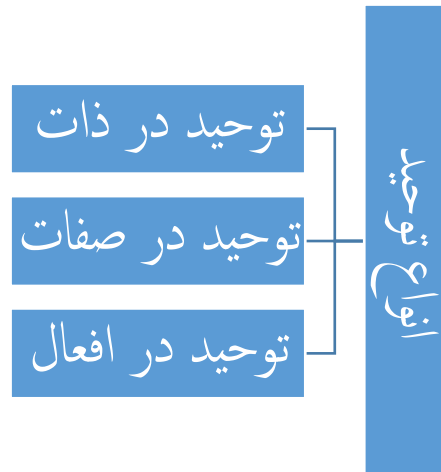 انواع توحید
توحید در ذات
توحید در صفات
توحید در افعال